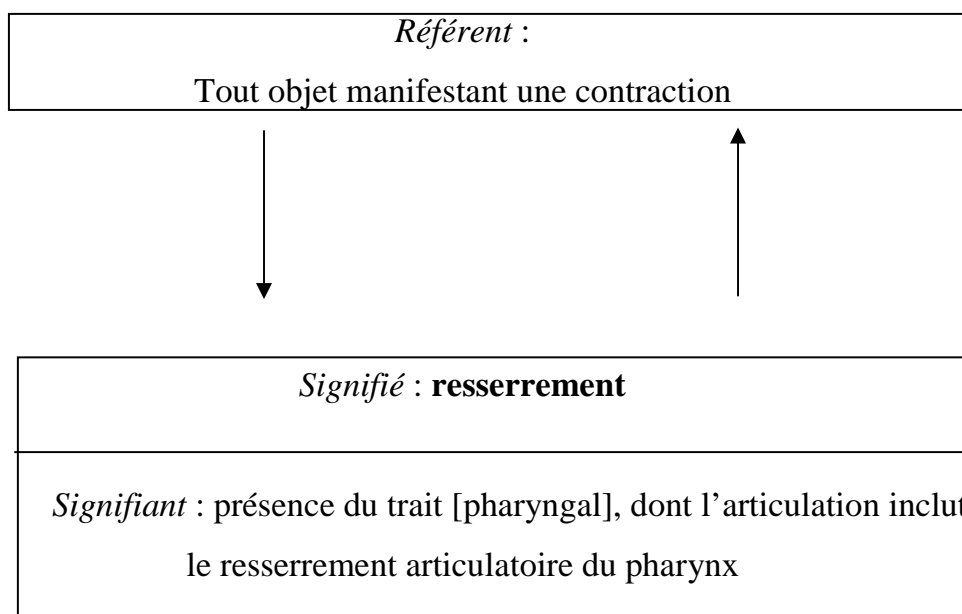 Référent :
Tout objet manifestant une contraction
Signifié : resserrement
Signifiant : présence du trait [pharyngal], dont l’articulation inclut
le resserrement articulatoire du pharynx